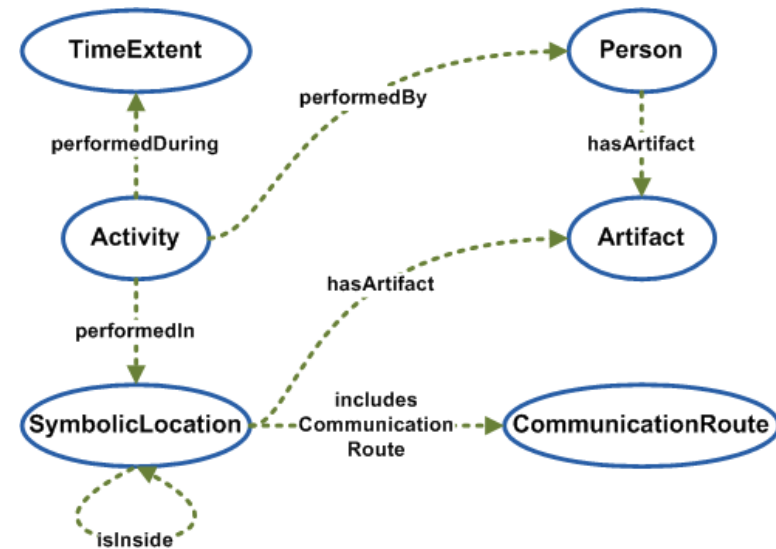 TimeExtent
Person
performedBy
performedDuring
hasArtifact
Activity
Artifact
hasArtifact
performedIn
includes
Communication
Route
SymbolicLocation
CommunicationRoute
isInside